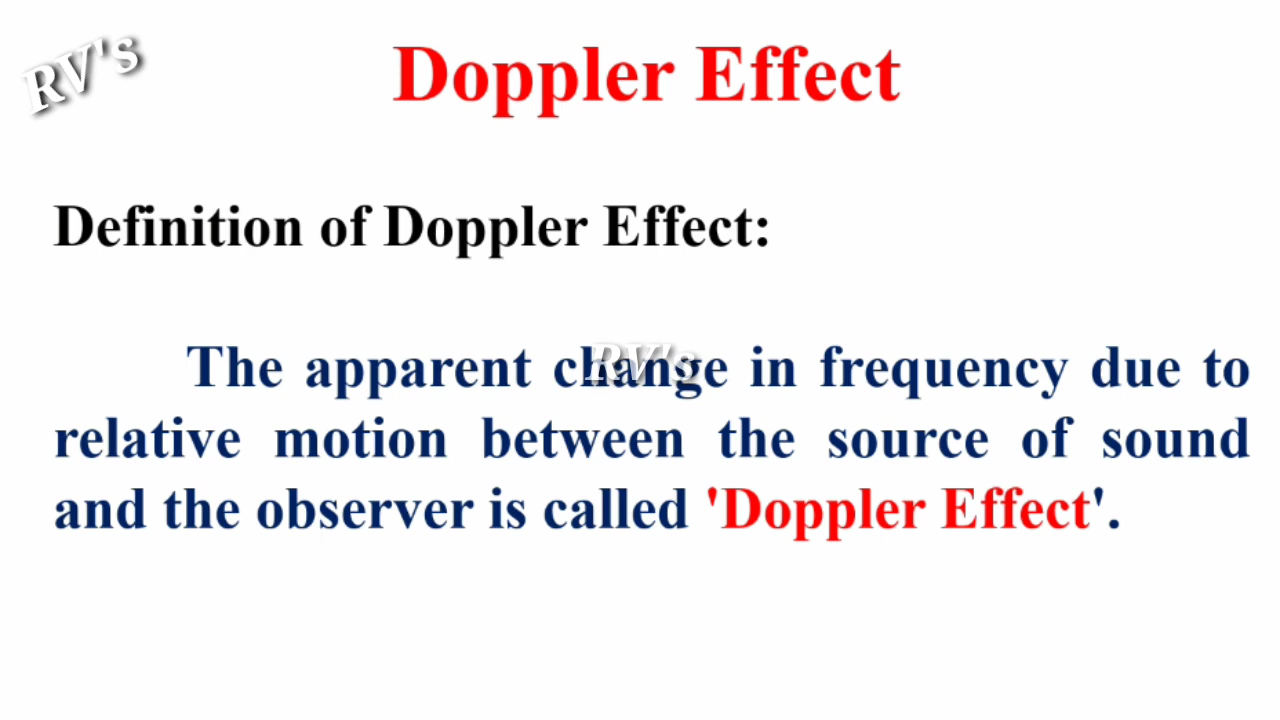 RV's
Doppler Effect
Definition of Doppler Effect:
The apparent change in frequency due to
RV's
relative motion between the source of sound
and the observer is called 'Doppler Effect'.